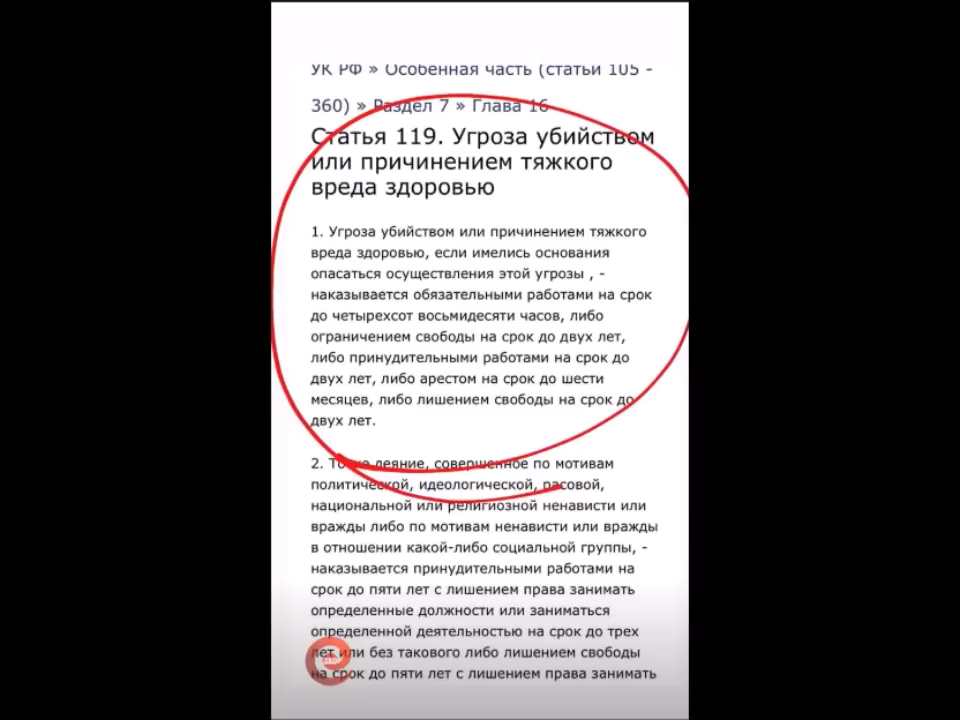 УК РФ » Особенная часть (статьи 105 -
360) » Раздел 7 » Глава 16
Статья 119. Угроза убийством
или причинением тяжкого
вреда здоровью
1. Угроза убийством или причинением тяжкого
вреда здоровью, если имелись основания
опасаться осуществления этой угрозы , -
наказывается обязательными работами на срок
до четырехсот восьмидесяти часов, либо
ограничением свободы на срок до двух лет,
либо принудительными работами на срок до
двух лет, либо арестом на срок до шести
месяцев, либо лишением свободы на срок до
двух лет.
2. То же деяние, совершенное по мотивам
политической, идеологической, расовой,
национальной или религиозной ненависти или
вражды либо по мотивам ненависти или вражды
в отношении какой-либо социальной группы, -
наказывается принудительными работами на
срок до пяти лет с лишением права занимать
определенные должности или заниматься
определенной деятельностью на срок до трех
лет или без такового либо лишением свободы
на срок до пяти лет с лишением права занимать